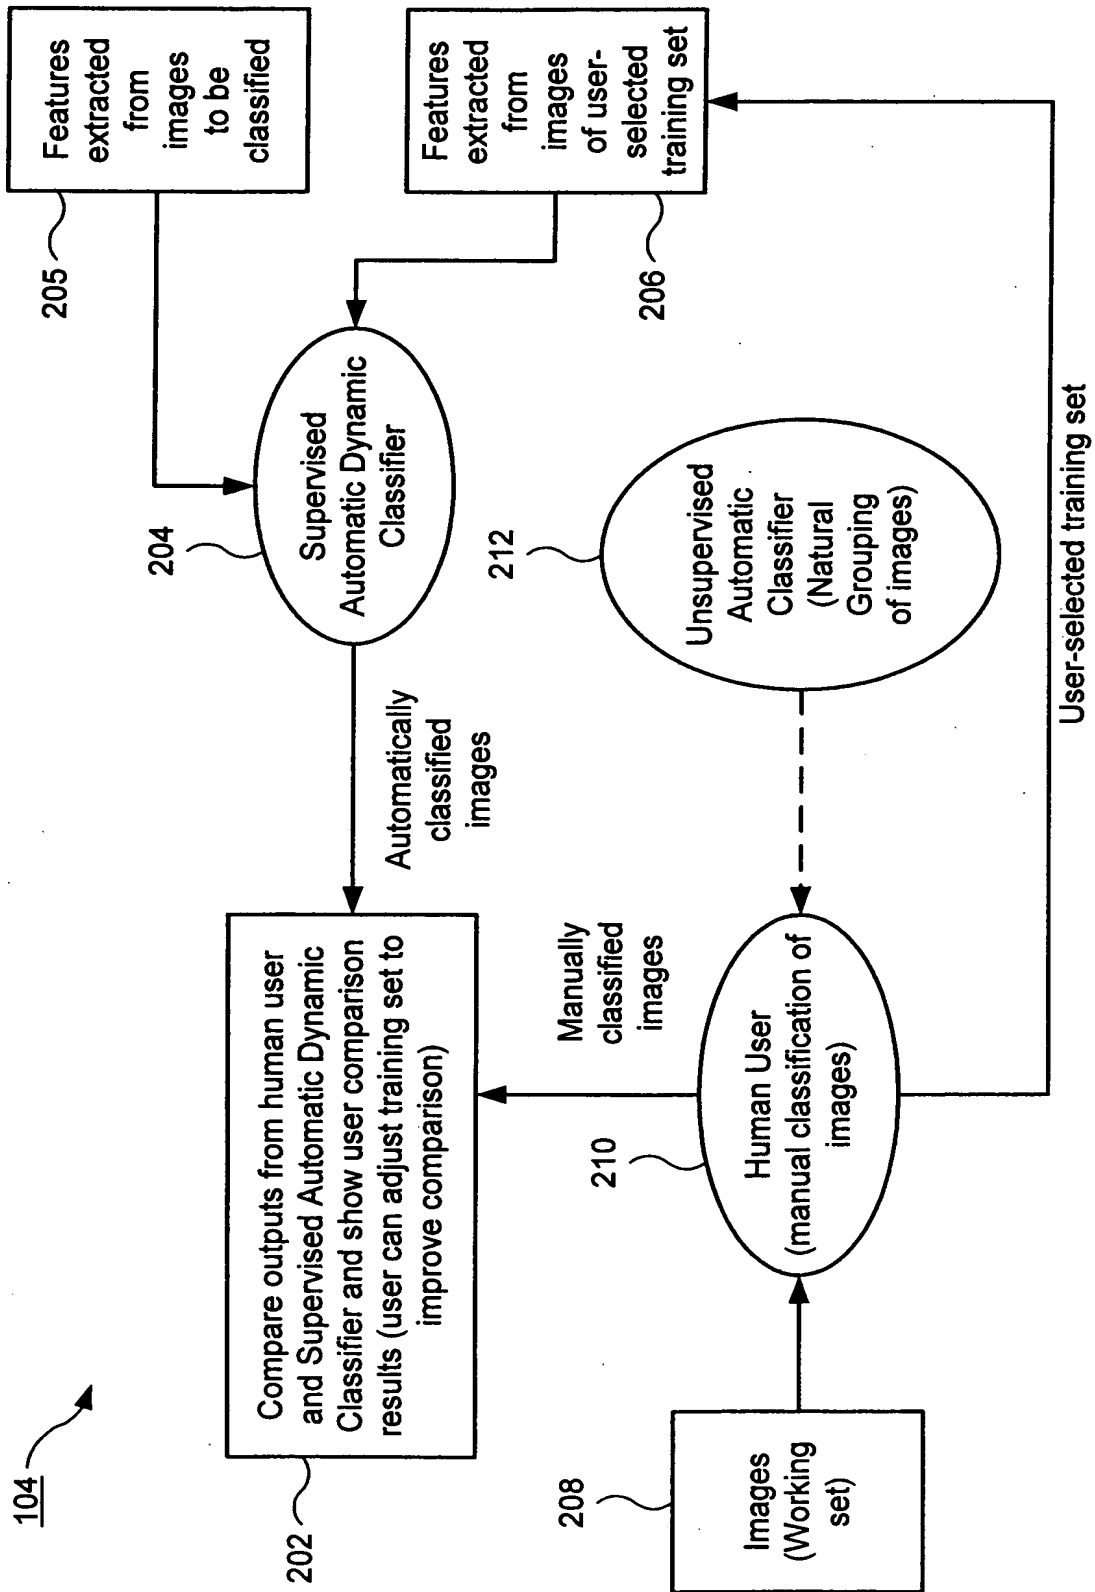 104
Compare outputs from human user
and Supervised Automatic Dynamic
Classifier and show user comparison
results (user can adjust training set to
improve comparison)
202
Automatically
classified
images
Supervised
Automatic Dynamic
Classifier
204
Features
extracted
from
images
to be
classified
205
Features
extracted
from
images
of user-
selected
training set
206
Images
(Working
set)
208
Human User
(manual classification of
images)
210
Manually
classified
images
Unsupervised
Automatic
Classifier
(Natural
Grouping
of images)
212
User-selected training set